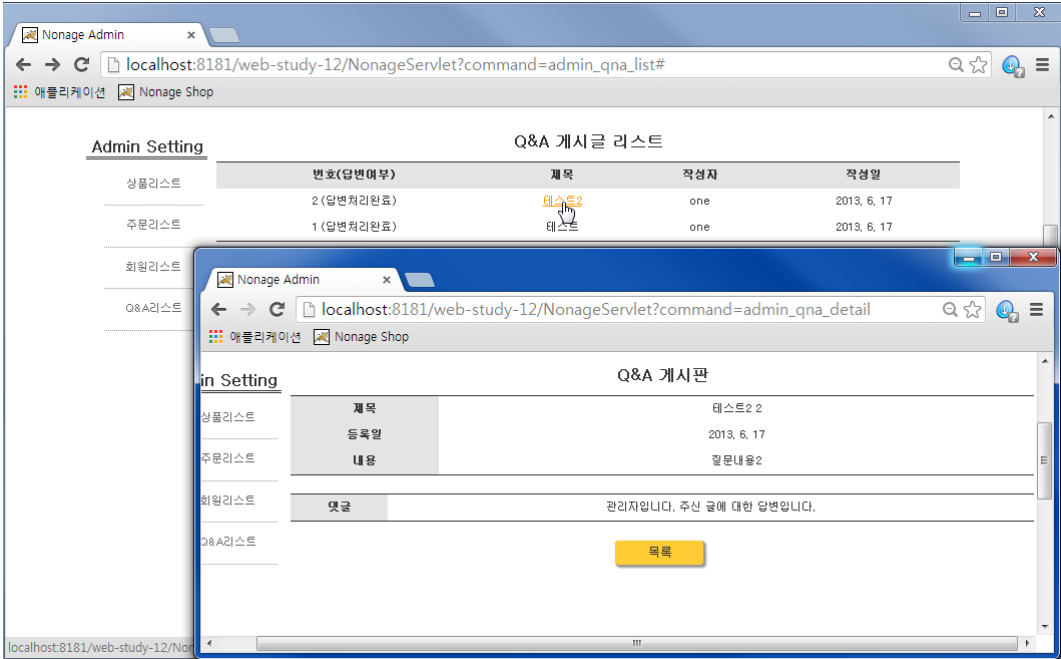 Nonage Admin
localhost:8181/web-study-12/NonageServlet?command=admin_qna_list#
애플리케이션 Nonage Shop
Admin Setting
상품리스트
주문리스트
회원리스트
Q&A리스트
Q&A 게시글 리스트
번호(답변여부) 제목 작성자 작성일
2 (답변처리완료) 테스트2 one 2013. 6. 17
1 (답변처리완료) 테스트 one 2013. 6. 17
localhost:8181/web-study-12/Non
Nonage Admin
localhost:8181/web-study-12/NonageServlet?command=admin_qna_detail
애플리케이션 Nonage Shop
in Setting
상품리스트
주문리스트
회원리스트
Q&A리스트
Q&A 게시판
제목 테스트2 2
등록일 2013. 6. 17
내용 질문내용2
댓글 관리자입니다. 주신 글에 대한 답변입니다.
목록